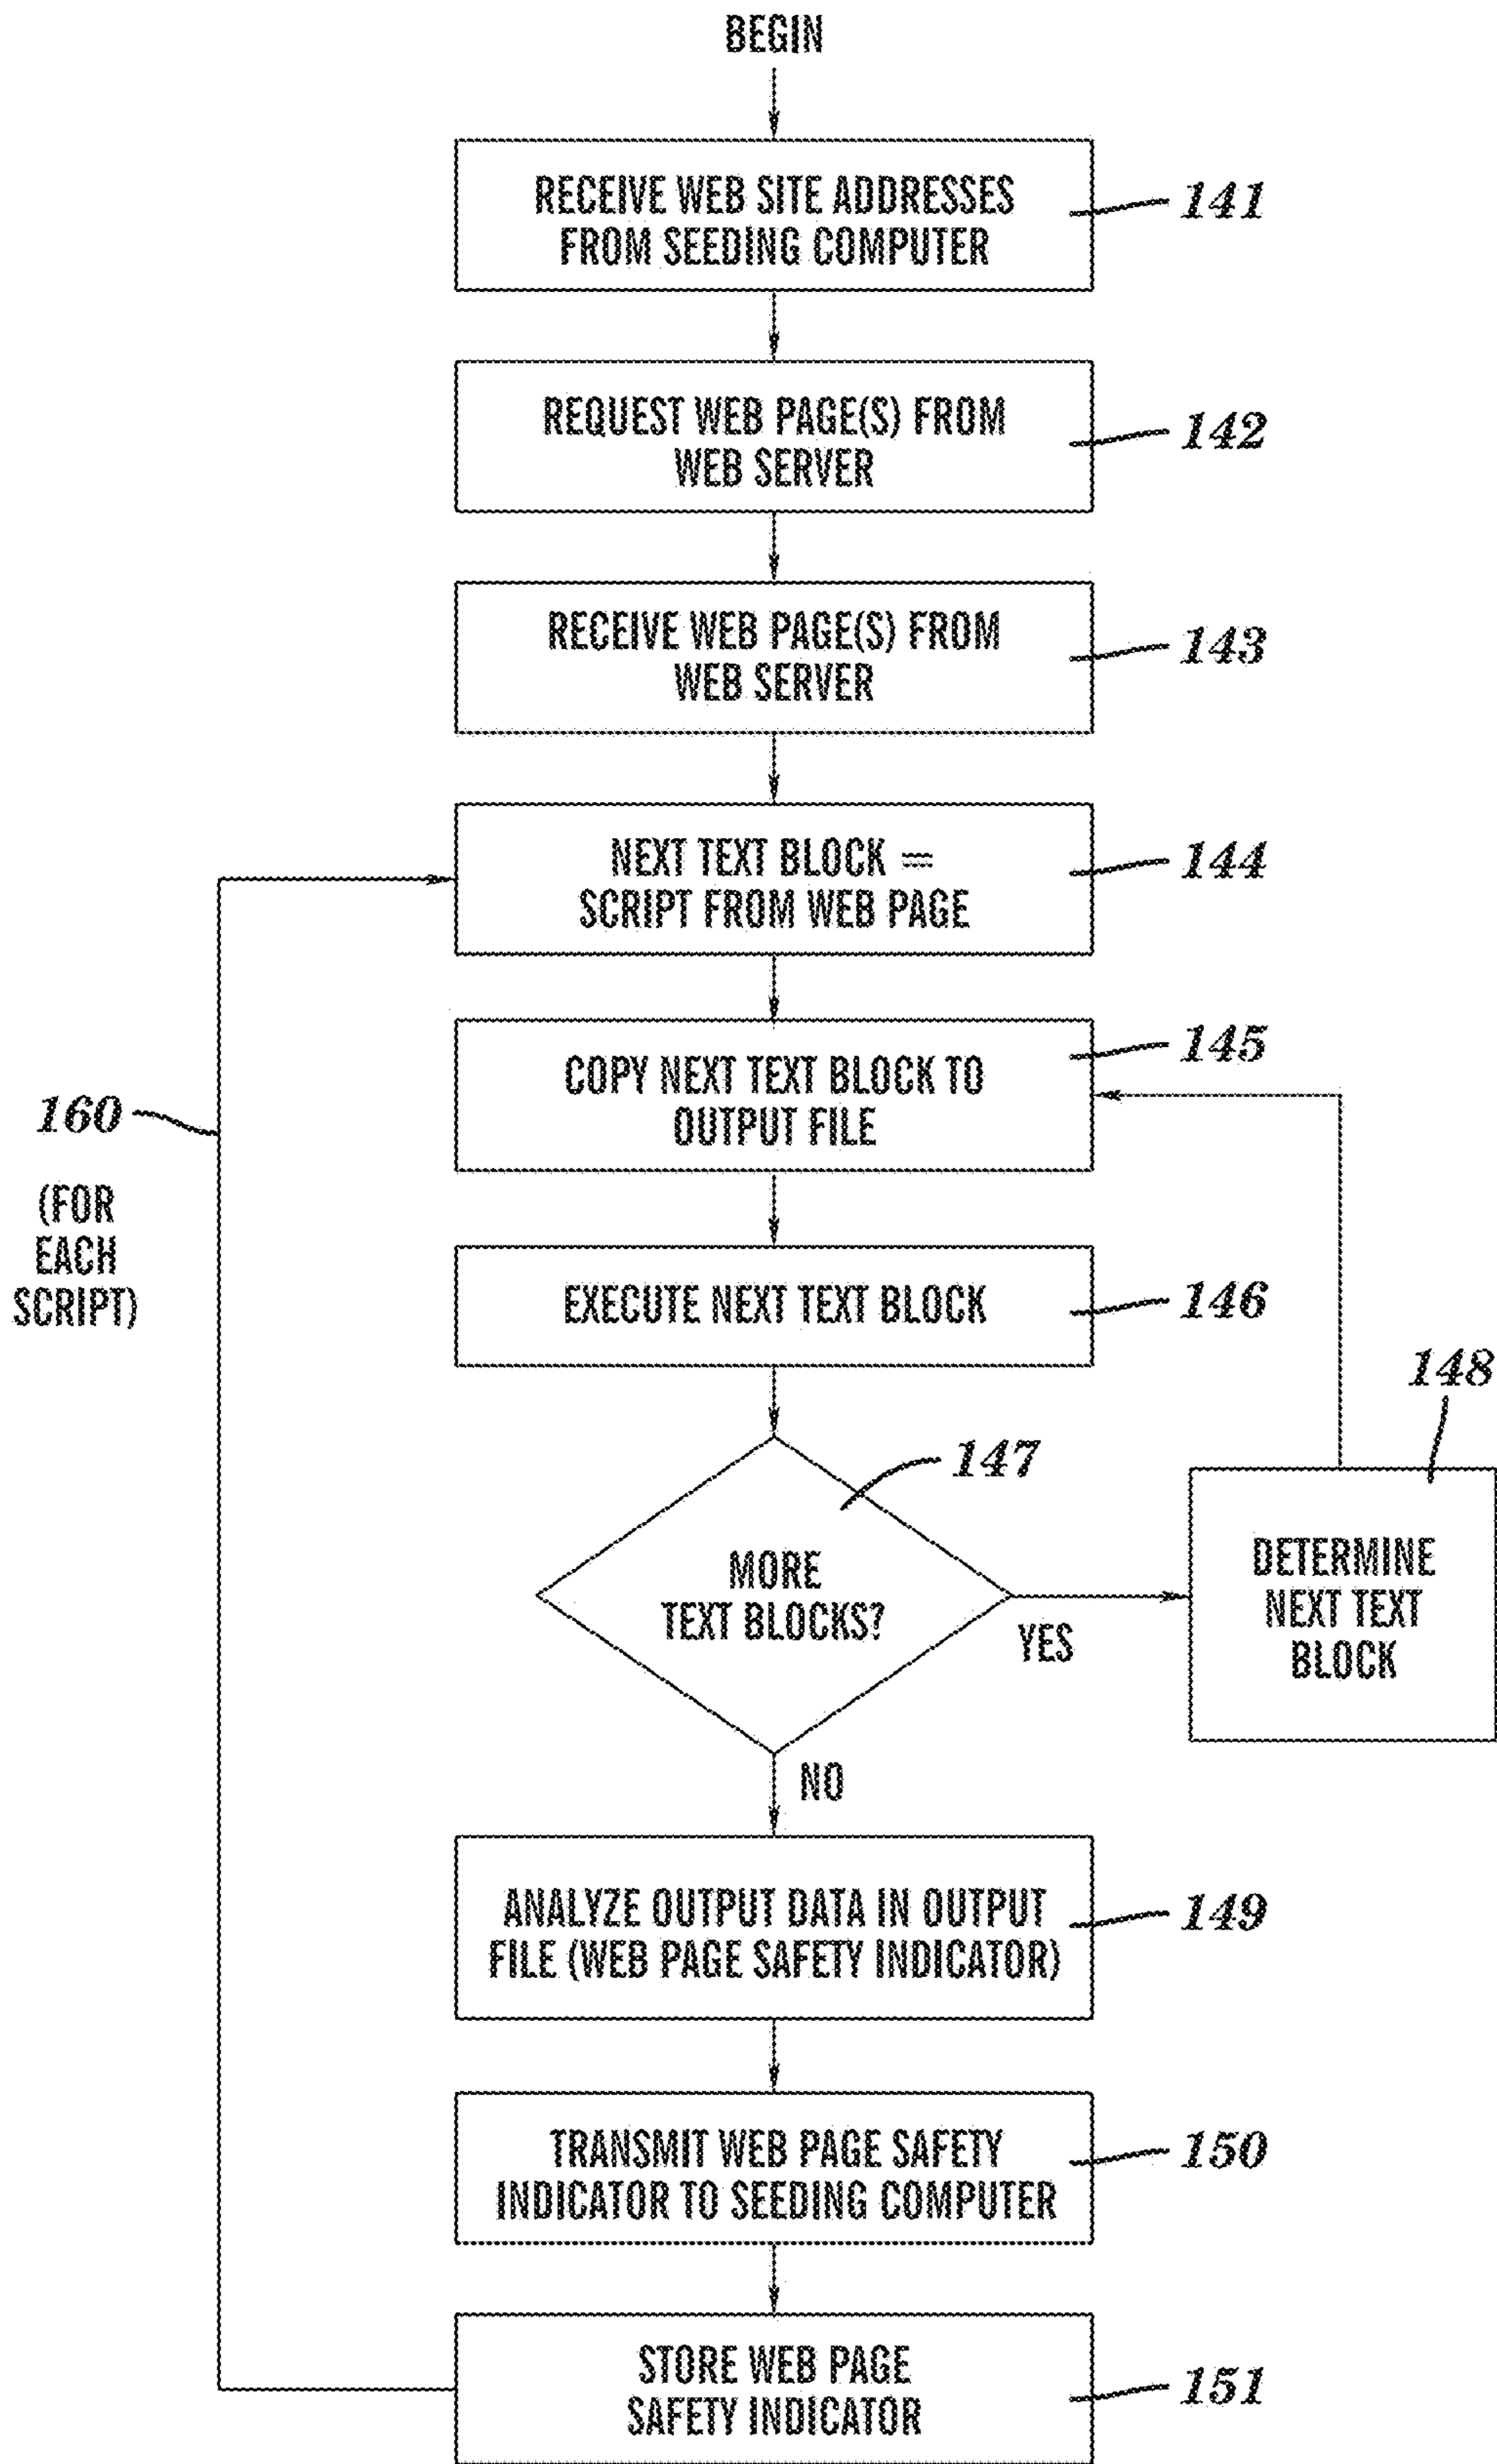 BEGIN
RECEIVE WEB SITE ADDRESSES
FROM SEEDING COMPUTER
141
REQUEST WEB PAGE(S) FROM
WEB SERVER
142
RECEIVE WEB PAGE(S) FROM
WEB SERVER
143
NEXT TEXT BLOCK =
SCRIPT FROM WEB PAGE
144
COPY NEXT TEXT BLOCK TO
OUTPUT FILE
145
160
(FOR
EACH
SCRIPT)
EXECUTE NEXT TEXT BLOCK
146
147
MORE
TEXT BLOCKS?
YES
148
DETERMINE
NEXT TEXT
BLOCK
NO
ANALYZE OUTPUT DATA IN OUTPUT
FILE (WEB PAGE SAFETY INDICATOR)
149
TRANSMIT WEB PAGE SAFETY
INDICATOR TO SEEDING COMPUTER
150
STORE WEB PAGE
SAFETY INDICATOR
151